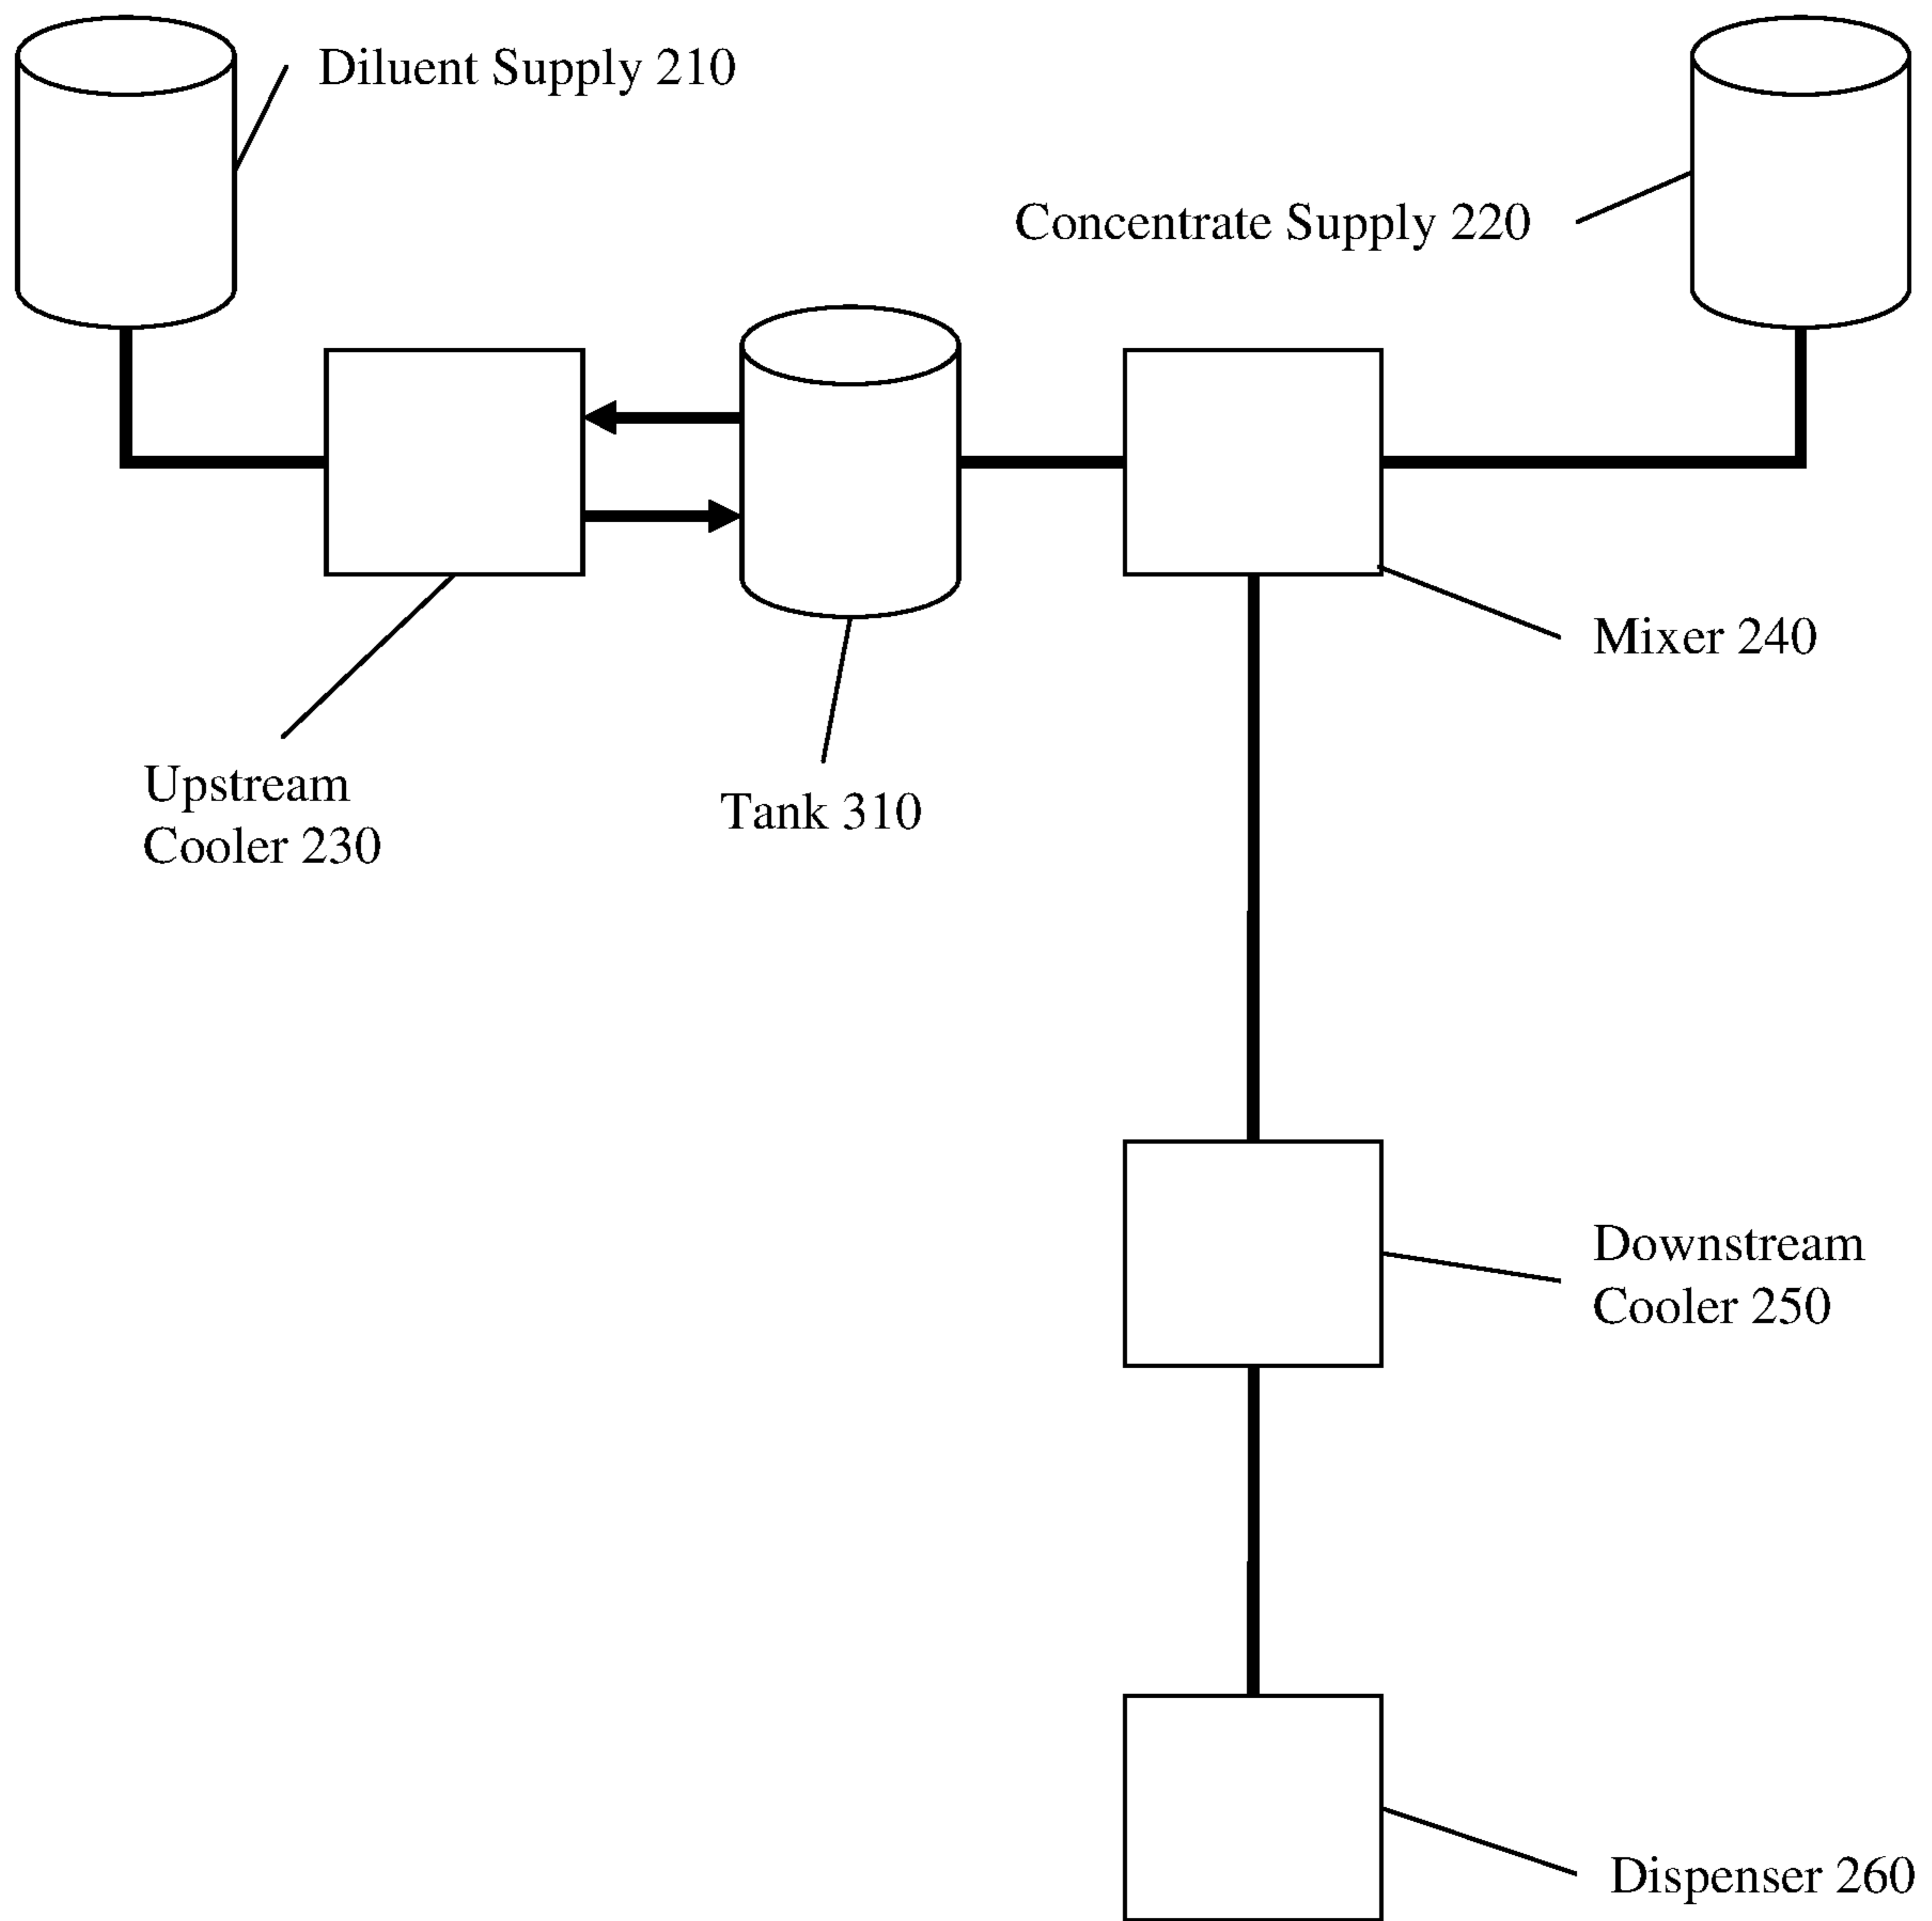 Diluent Supply 210
Concentrate Supply 220
Mixer 240
Upstream
Cooler 230
Tank 310
Downstream
Cooler 250
Dispenser 260